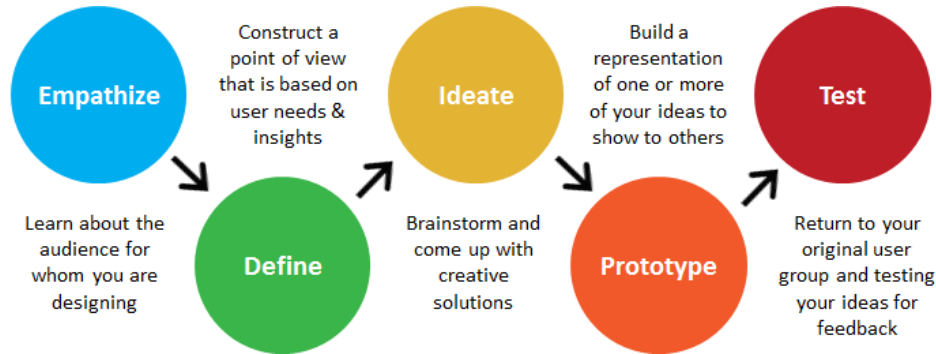 Empathize
Learn about the
audience for
whom you are
designing
Construct a
point of view
that is based on
user needs &
insights
Define
Ideate
Brainstorm and
come up with
creative
solutions
Build a
representation
of one or more
of your ideas to
show to others
Prototype
Test
Return to your
original user
group and testing
your ideas for
feedback